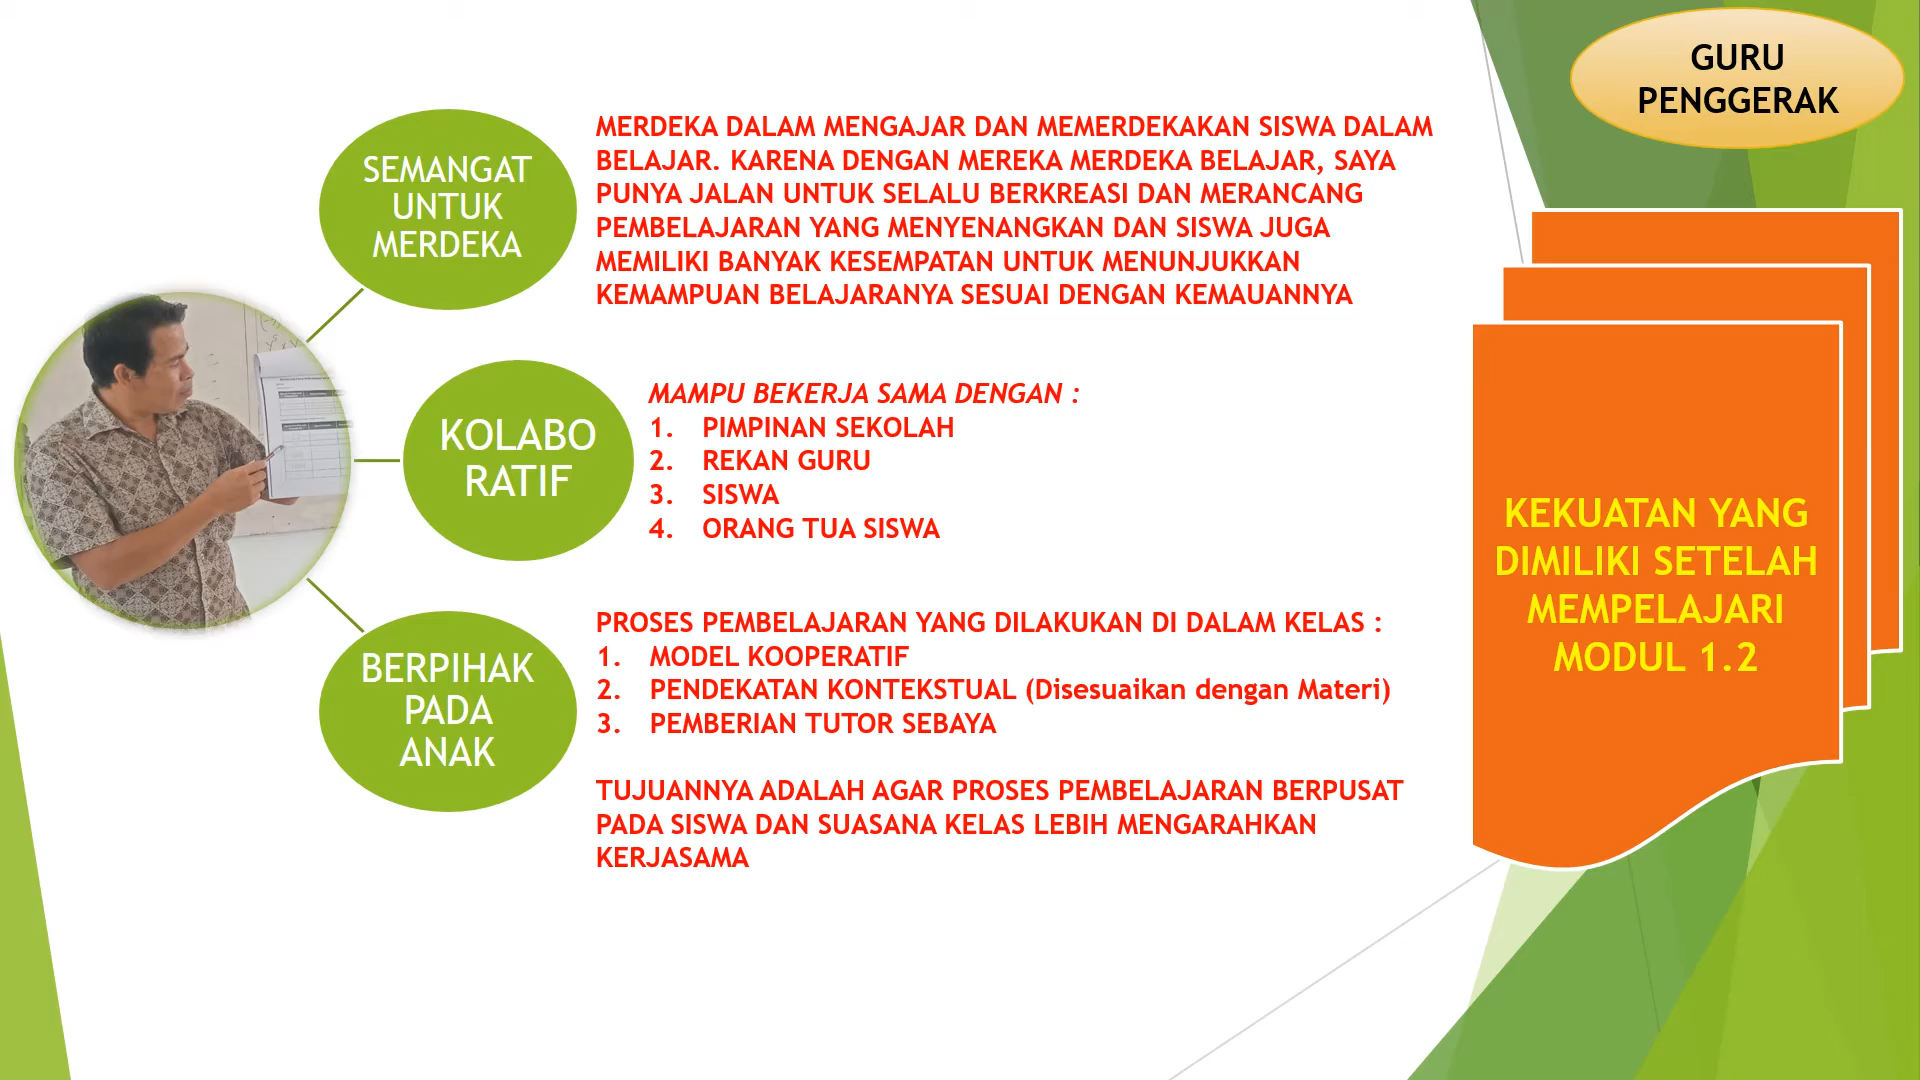 GURU
PENGGERAK
SEMANGAT
UNTUK
MERDEKA
MERDEKA DALAM MENGAJAR DAN MEMERDEKAKAN SISWA DALAM
BELAJAR. KARENA DENGAN MEREKA MERDEKA BELAJAR, SAYA
PUNYA JALAN UNTUK SELALU BERKREASI DAN MERANCANG
PEMBELAJARAN YANG MENYENANGKAN DAN SISWA JUGA
MEMILIKI BANYAK KESEMPATAN UNTUK MENUNJUKKAN
KEMAMPUAN BELAJARANYA SESUAI DENGAN KEMAUANNYA
KOLABO
RATIF
MAMPU BEKERJA SAMA DENGAN :
1. PIMPINAN SEKOLAH
2. REKAN GURU
3. SISWA
4. ORANG TUA SISWA
BERPIHAK
PADA
ANAK
PROSES PEMBELAJARAN YANG DILAKUKAN DI DALAM KELAS :
1. MODEL KOOPERATIF
2. PENDEKATAN KONTEKSTUAL (Disesuaikan dengan Materi)
3. PEMBERIAN TUTOR SEBAYA
TUJUANNYA ADALAH AGAR PROSES PEMBELAJARAN BERPUSAT
PADA SISWA DAN SUASANA KELAS LEBIH MENGARAHKAN
KERJASAMA
KEKUATAN YANG
DIMILIKI SETELAH
MEMPELAJARI
MODUL 1.2